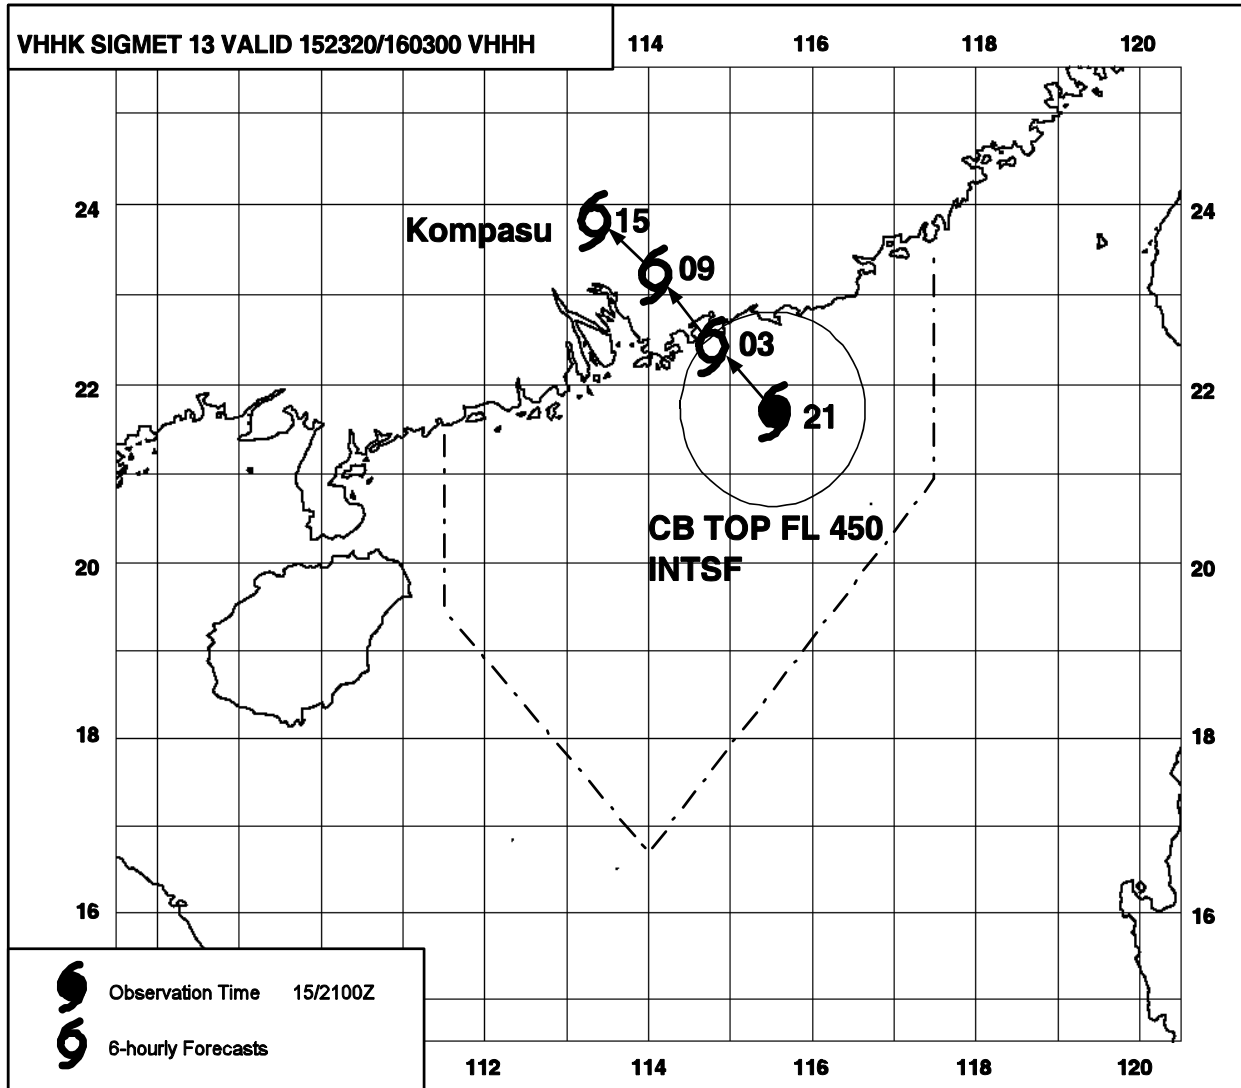 VHHK SIGMET 13 VALID 152320/160300 VHHH
114 116 118 120
24 24
Kompasu
15
09
03
22 22
21
CB TOP FL 450
INTSF
20 20
18 18
16 16
Observation Time 15/2100Z
6-hourly Forecasts
112 114 116 118 120